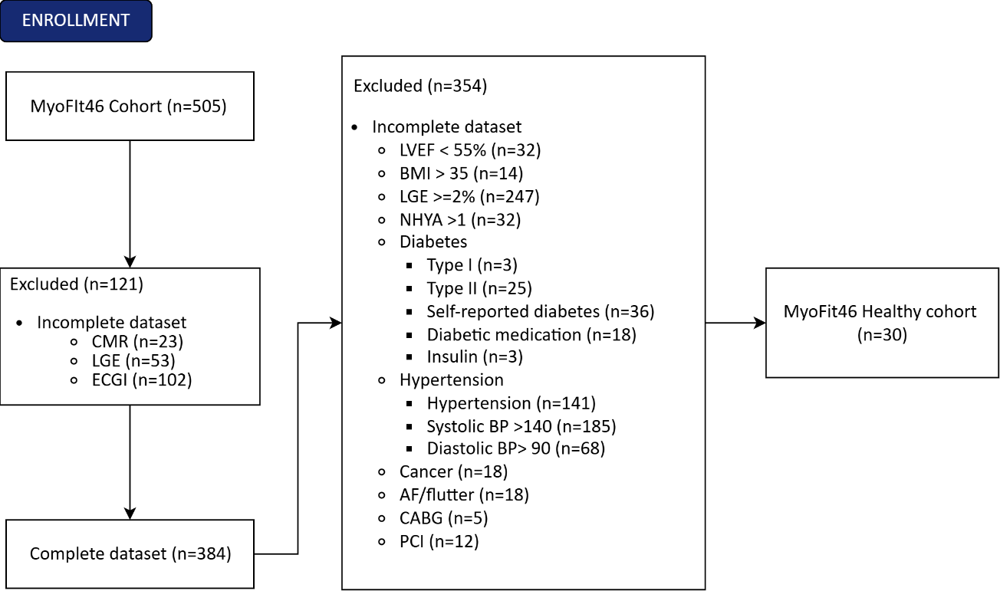 ENROLLMENT
MyoFIt46 Cohort (n=505)
Excluded (n=121)
• Incomplete dataset
CMR (n=23)
LGE (n=53)
ECGI (n=102)
Complete dataset (n=384)
Excluded (n=354)
• Incomplete dataset
LVEF < 55% (n=32)
BMI > 35 (n=14)
LGE >=2% (n=247)
NHYA >1 (n=32)
Diabetes
Type I (n=3)
Type II (n=25)
Self-reported diabetes (n=36)
Diabetic medication (n=18)
Insulin (n=3)
Hypertension
Hypertension (n=141)
Systolic BP >140 (n=185)
Diastolic BP> 90 (n=68)
Cancer (n=18)
AF/flutter (n=18)
CABG (n=5)
PCI (n=12)
MyoFit46 Healthy cohort
(n=30)